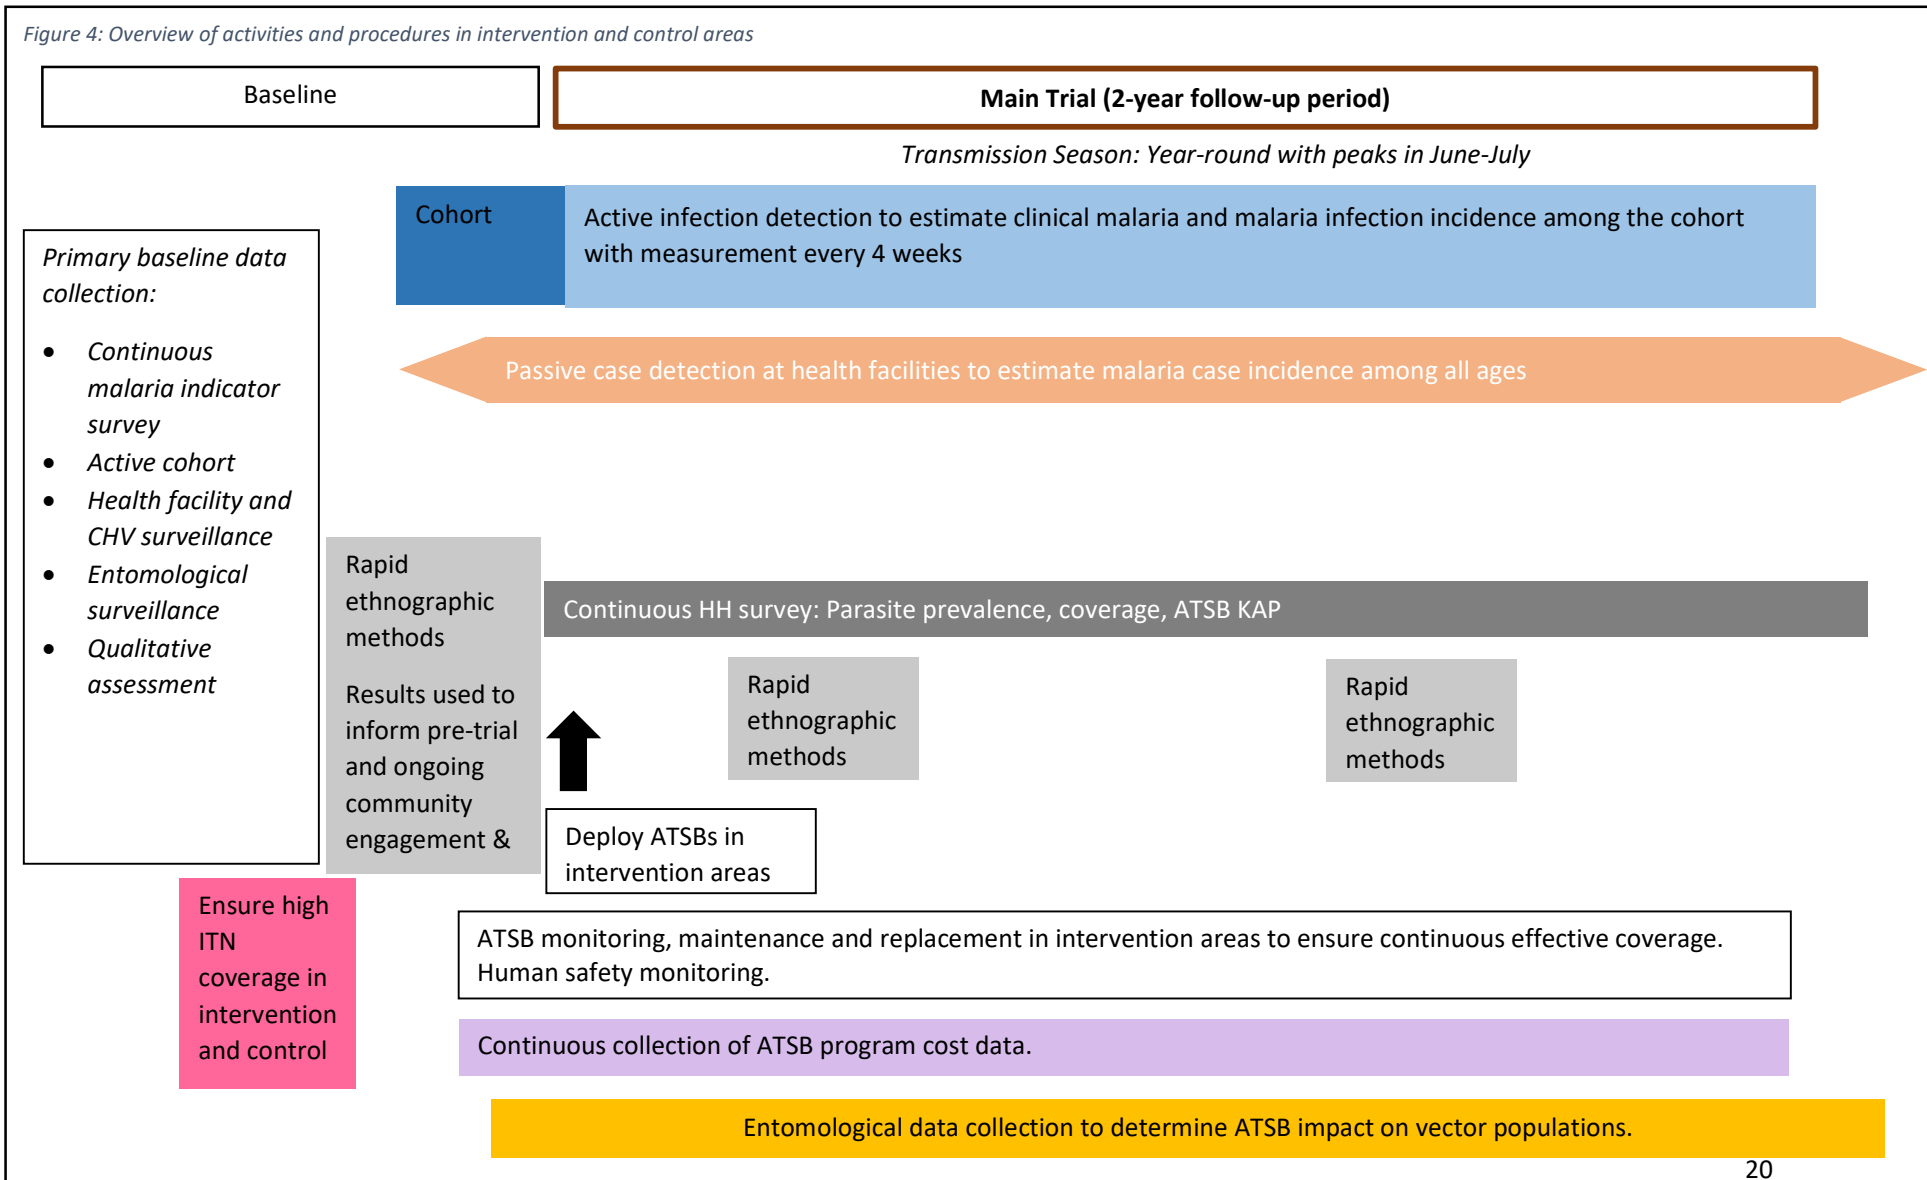 Figure 4: Overview of activities and procedures in intervention and control areas
Baseline
Main Trial (2-year follow-up period)
Transmission Season: Year-round with peaks in June-July
Cohort
Active infection detection to estimate clinical malaria and malaria infection incidence among the cohort
with measurement every 4 weeks
Primary baseline data
collection:
• Continuous
malaria indicator
survey
• Active cohort
• Health facility and
CHV surveillance
• Entomological
surveillance
• Qualitative
assessment
Passive case detection at health facilities to estimate malaria case incidence among all ages
Rapid
ethnographic
methods
Results used to
inform pre-trial
and ongoing
community
engagement &
Continuous HH survey: Parasite prevalence, coverage, ATSB KAP
Rapid
ethnographic
methods
Rapid
ethnographic
methods
Deploy ATSBs in
intervention areas
Ensure high
ITN
coverage in
intervention
and control
ATSB monitoring, maintenance and replacement in intervention areas to ensure continuous effective coverage.
Human safety monitoring.
Continuous collection of ATSB program cost data.
Entomological data collection to determine ATSB impact on vector populations.
20